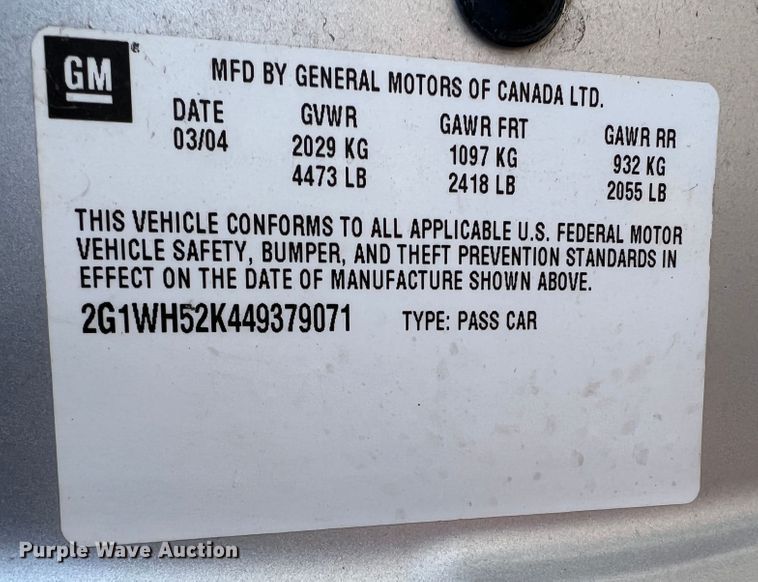 GM
MFD BY GENERAL MOTORS OF CANADA LTD.
DATE GVWR GAWR FRT GAWR RR
03/04 2029 KG 1097 KG 932 KG
4473 LB 2418 LB 2055 LB
THIS VEHICLE CONFORMS TO ALL APPLICABLE U.S. FEDERAL MOTOR
VEHICLE SAFETY, BUMPER, AND THEFT PREVENTION STANDARDS IN
EFFECT ON THE DATE OF MANUFACTURE SHOWN ABOVE.
2G1WH52K449379071 TYPE: PASS CAR
Purple Wave Auction